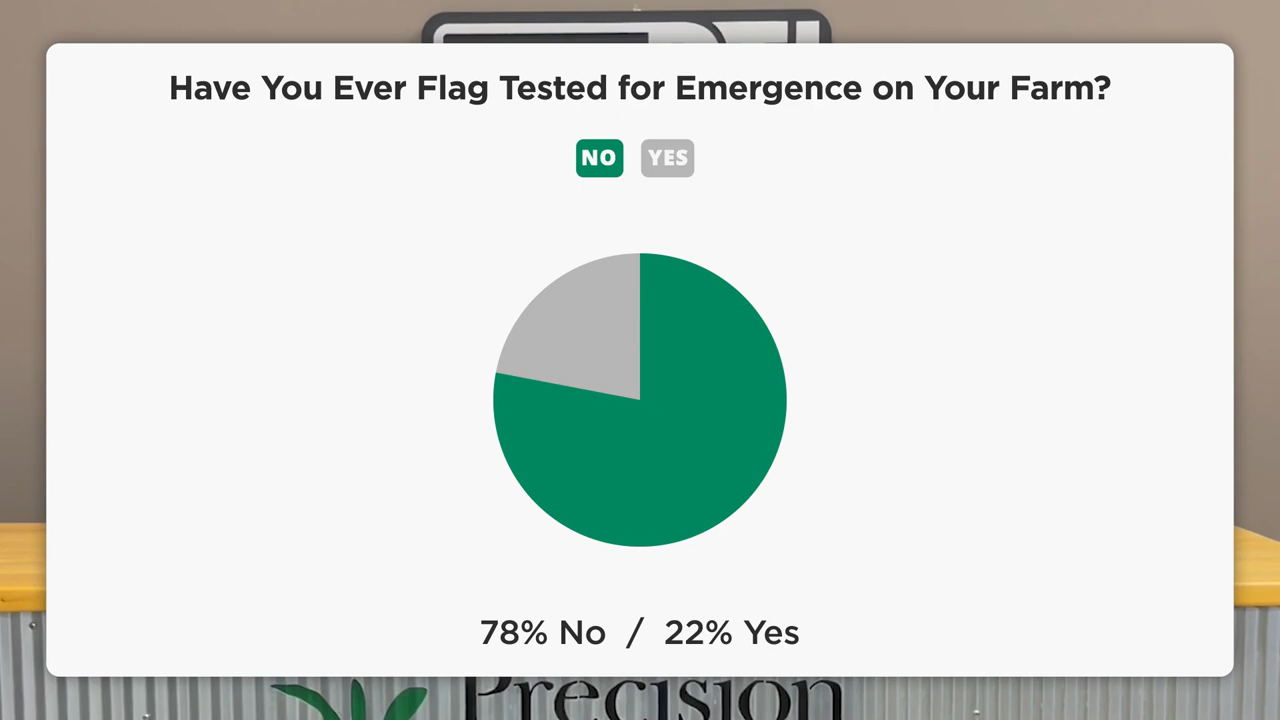 Have You Ever Flag Tested for Emergence on Your Farm?
NO YES
78% No / 22% Yes
Precision